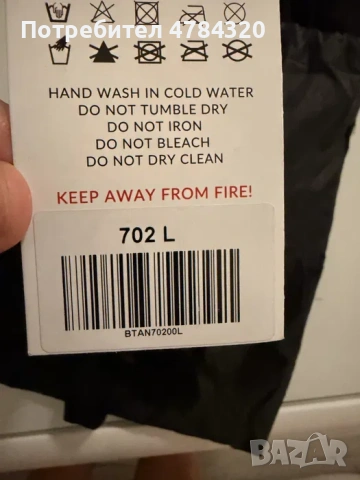 Потребител 4784320
HAND WASH IN COLD WATER
DO NOT TUMBLE DRY
DO NOT IRON
DO NOT BLEACH
DO NOT DRY CLEAN
KEEP AWAY FROM FIRE!
702 L
BTAN70200L
BAZAR